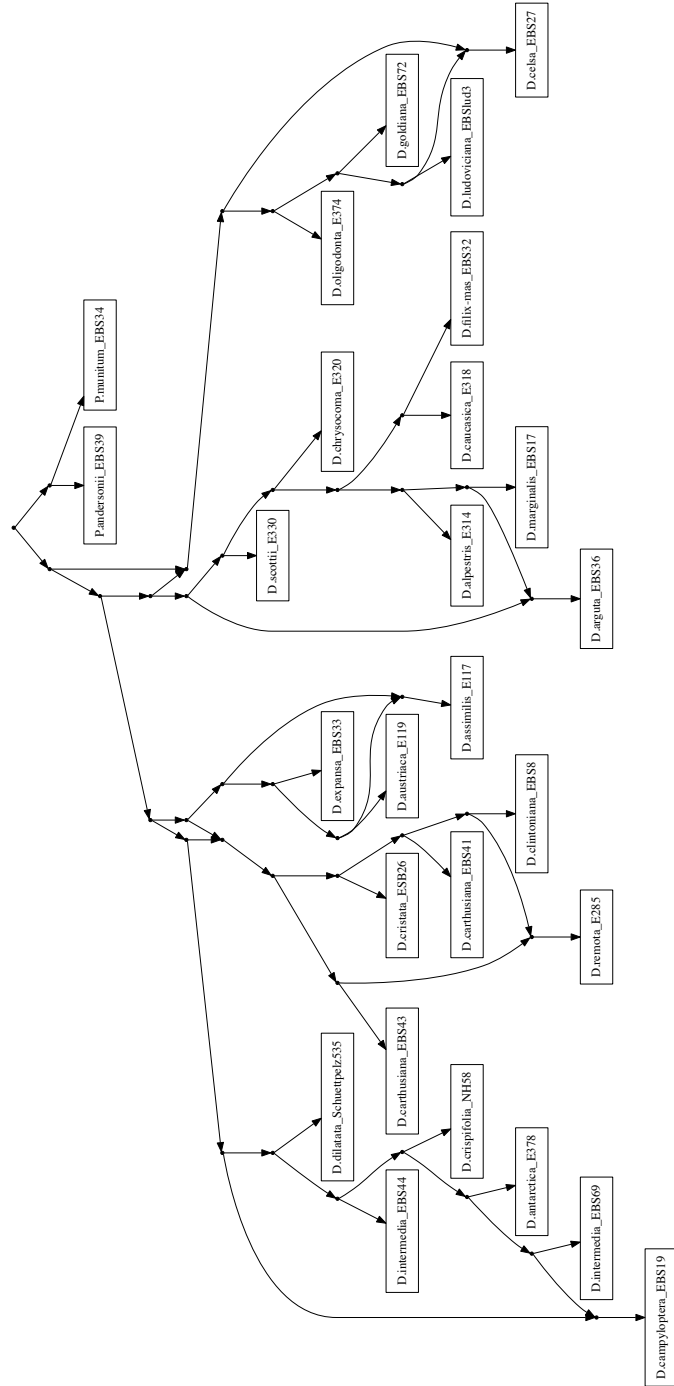 P.munitum_EBS34
P.andersonii_EBS39
D.celsa_EBS27
D.goldiana_EBS72
D.ludoviciana_EBSlud3
D.oligodonta_E374
D.filix-mas_EBS32
D.chrysocoma_E320
D.caucasica_E318
D.marginalis_EBS17
D.scottii_E330
D.alpestris_E314
D.arguta_EBS36
D.assimilis_E117
D.expansa_EBS33
D.austriaca_E119
D.clintoniana_EBS8
D.cristata_ESB26
D.carthusiana_EBS41
D.remota_E285
D.carthusiana_EBS43
D.dilatata_Schuettpelz535
D.crispifolia_NH58
D.intermedia_EBS44
D.antarctica_E378
D.intermedia_EBS69
D.campyloptera_EBS19